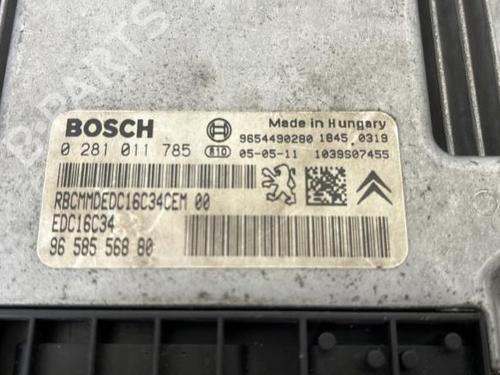 BOSCH
Made in Hungary
9654490280 1845 0319
0 281 011 785 810 05-05-11 1039S07455
RBCMMDEDC16C34CEM 00
EDC16C34
96 585 568 80